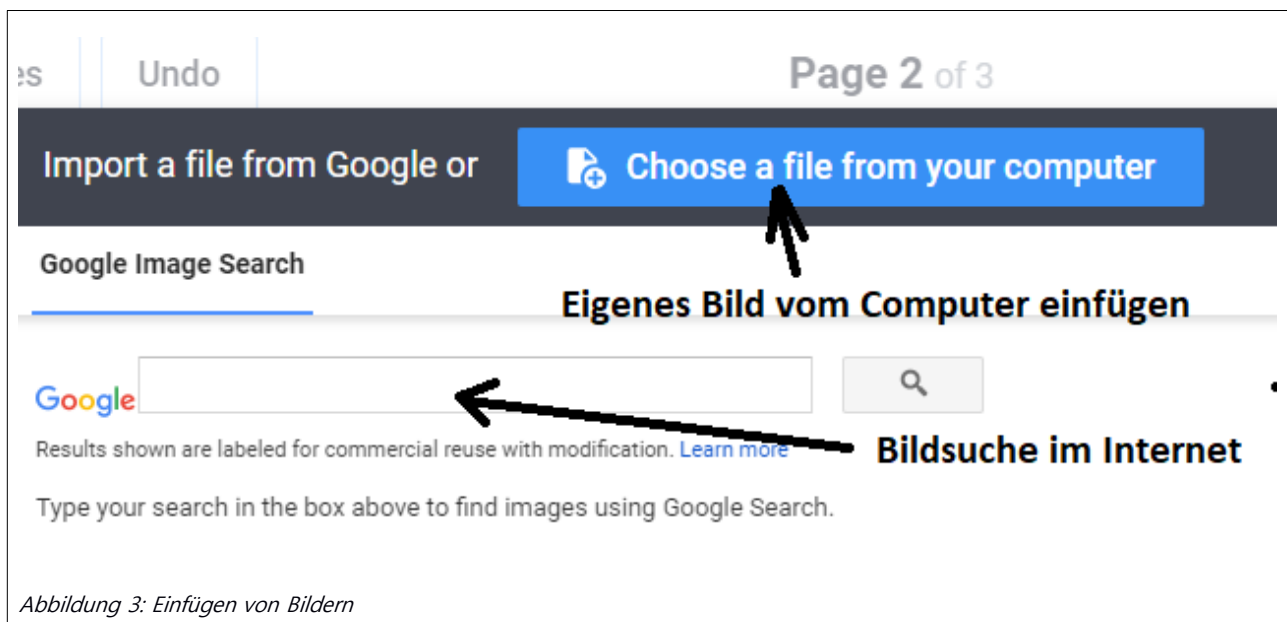 es Undo Page 2 of 3
Import a file from Google or Choose a file from your computer
Google Image Search
Eigenes Bild vom Computer einfügen
Google
Results shown are labeled for commercial reuse with modification. Learn more
Bildsuche im Internet
Type your search in the box above to find images using Google Search.
Abbildung 3: Einfügen von Bildern